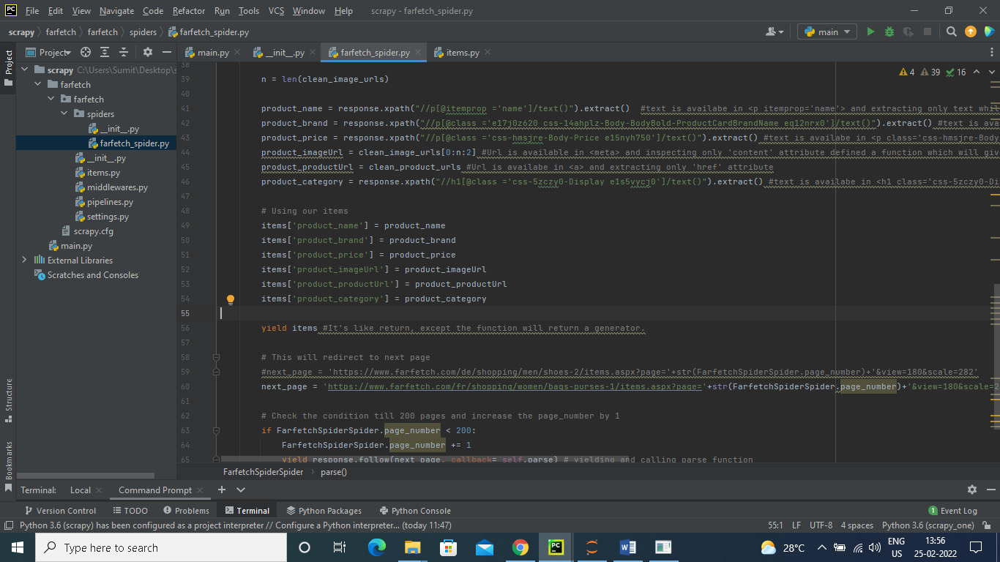 PC File Edit View Navigate Code Refactor Run Tools VCS Window Help scrapy - farfetch_spider.py
scrapy farfetch farfetch spiders farfetch_spider.py main
Project main.py __init__.py farfetch_spider.py items.py
Project
scrapy C:\Users\Sumit\Desktop\s
farfetch
farfetch
spiders
__init__.py
farfetch_spider.py
__init__.py
items.py
middlewares.py
pipelines.py
settings.py
scrapy.cfg
main.py
External Libraries
Scratches and Consoles
Structure
Bookmarks
4 39 16
38
39 n = len(clean_image_urls)
40
41 product_name = response.xpath("//p[@itemprop ='name']/text()").extract() #text is availabe in <p itemprop='name'> and extracting only text whil
42 product_brand = response.xpath("//p[@class ='e17j0z620 css-14ahplz-Body-BodyBold-ProductCardBrandName eq12nrx0']/text()").extract() #text is ava
43 product_price = response.xpath("//p[@class ='css-hmsjre-Body-Price e15nyh750']/text()").extract() #text is availabe in <p class='css-hmsjre-Body
44 product_imageUrl = clean_image_urls[0:n:2] #Url is available in <meta> and inspecting only 'content' attribute defined a function which will giv
45 product_productUrl = clean_product_urls #Url is availabe in <a> and extracting only 'href' attribute
46 product_category = response.xpath("//h1[@class ='css-5zczy0-Display e1s5vycj0']/text()").extract() #text is availabe in <h1 class='css-5zczy0-Di
47
48 # Using our items
49 items['product_name'] = product_name
50 items['product_brand'] = product_brand
51 items['product_price'] = product_price
52 items['product_imageUrl'] = product_imageUrl
53 items['product_productUrl'] = product_productUrl
54 items['product_category'] = product_category
55
56 yield items #It's like return, except the function will return a generator.
57
58 # This will redirect to next page
59 #next_page = 'https://www.farfetch.com/de/shopping/men/shoes-2/items.aspx?page='+str(FarfetchSpiderSpider.page_number)+'&view=180&scale=282'
60 next_page = 'https://www.farfetch.com/fr/shopping/women/bags-purses-1/items.aspx?page='+str(FarfetchSpiderSpider.page_number)+'&view=180&scale=2
61
62 # Check the condition till 200 pages and increase the page_number by 1
63 if FarfetchSpiderSpider.page_number < 200:
64 FarfetchSpiderSpider.page_number += 1
65 yield response.follow(next_page, callback= self.parse) # yielding and calling parse function
FarfetchSpiderSpider parse()
Terminal: Local Command Prompt
Version Control TODO Problems Terminal Python Packages Python Console 1 Event Log
Python 3.6 (scrapy) has been configured as a project interpreter // Configure a Python interpreter... (today 11:47) 55:1 LF UTF-8 4 spaces Python 3.6 (scrapy_one)
Type here to search PC W 28°C ENG US 13:56 25-02-2022